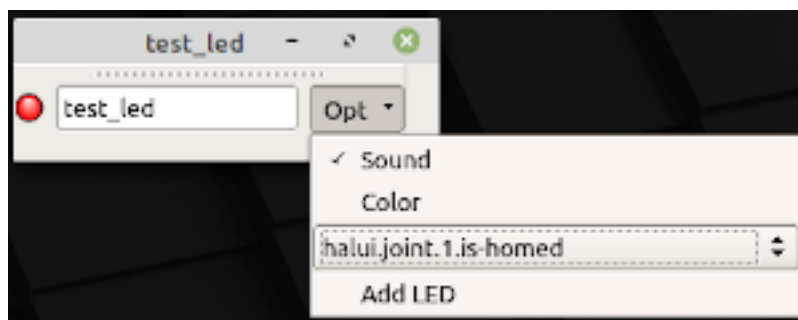 test_led
test_led
Opt
Sound
Color
halui.joint.1.is-homed
Add LED